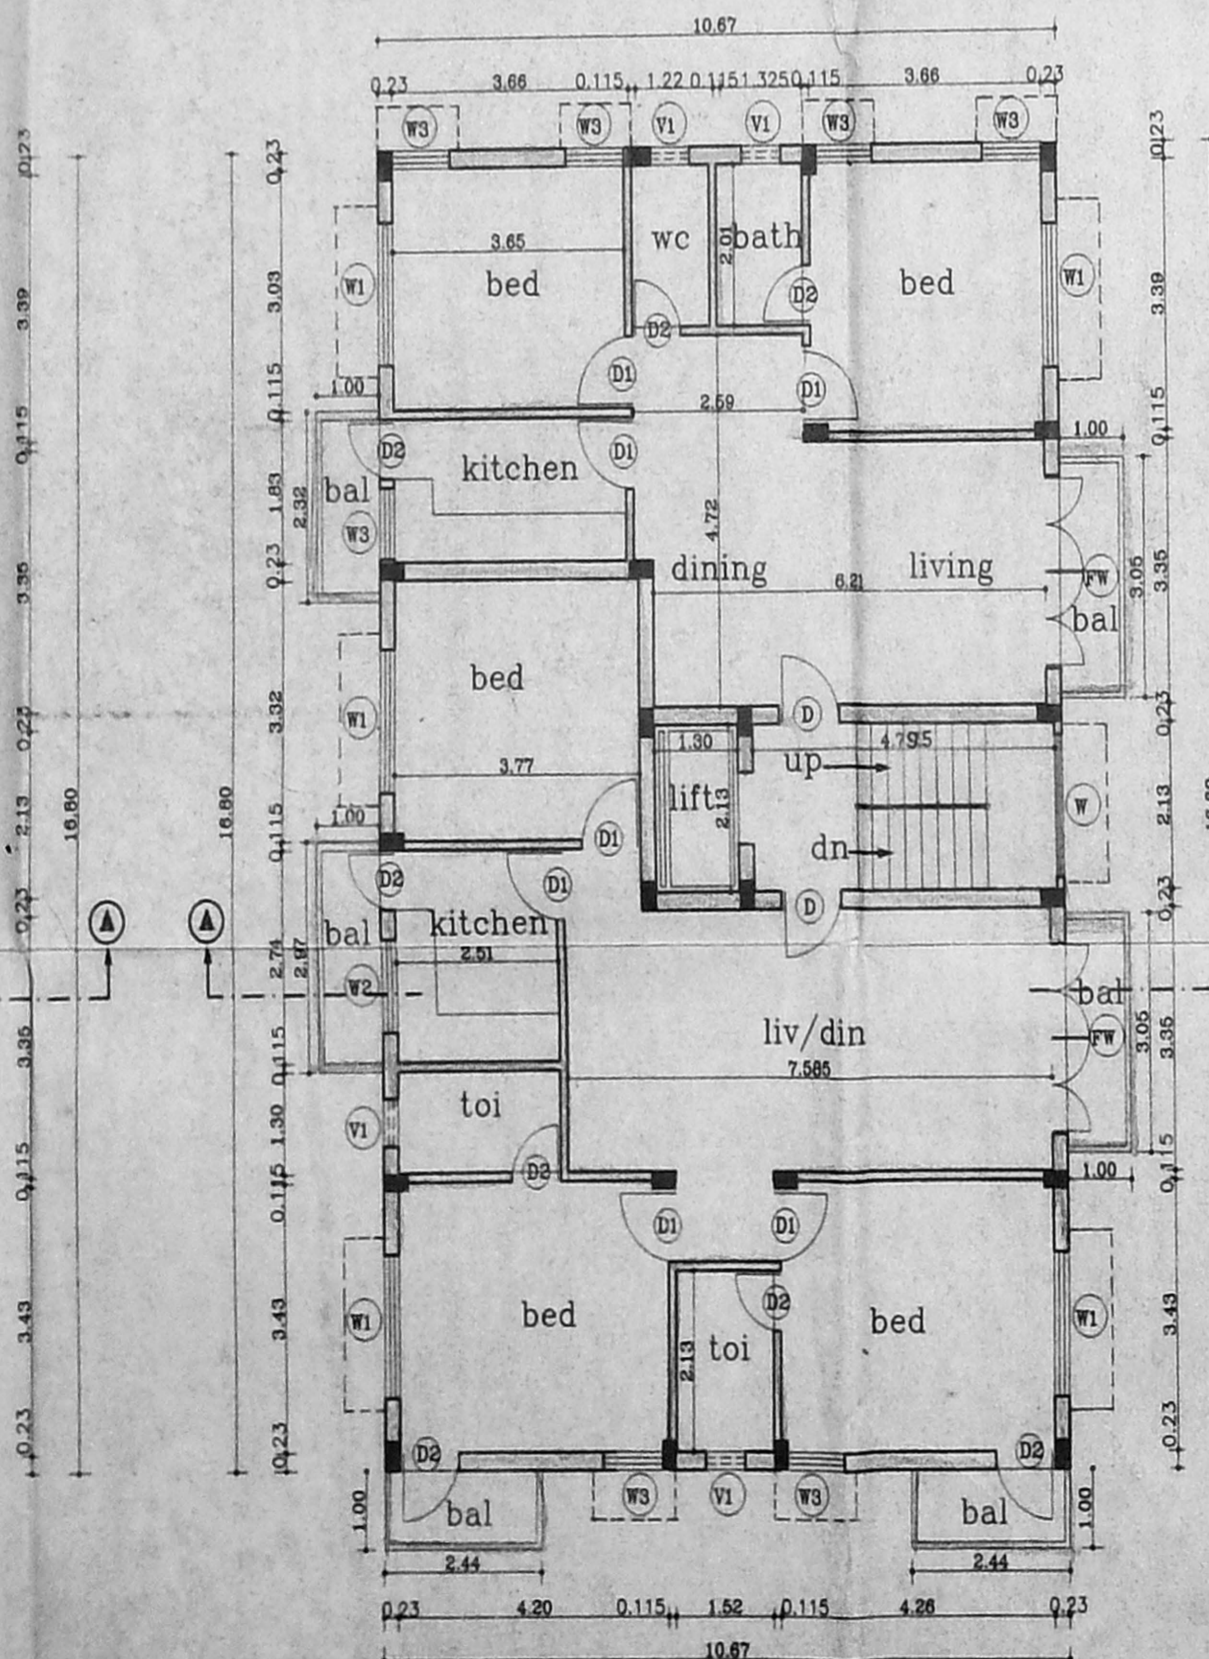 10.67
0.23 3.66 0.115 1.22 0.115 1.325 0.115 3.66 0.23
W3 W3 V1 V1 W3 W3
0.23 0.23 0.23
3.65 wc 2.01 bath
bed bed
W1 D2 W1
3.39 3.03 3.39
D2
D1 D1
1.00 2.59
0.115 0.115 0.115
1.00
D2 kitchen D1
bal
1.83 2.32 W3 4.72
0.23 dining living
3.35 6.21 FW 3.05 3.35
bal
bed
W1 3.32
0.23 D 0.23
1.30 4.79
3.77 up
lift 2.13 W
2.13 16.80 16.80 2.13
1.00 D1 dn
0.115
D2 D1
0.23 D 0.23
bal kitchen
2.74 2.97 2.51
W2 bal
liv/din FW 3.05 3.35
3.35 7.585
0.115
toi
V1 1.30
D2
0.115 0.115 1.00 0.115
D1 D1
bed D2 bed
W1 toi W1
3.43 3.43 2.13 3.43
0.23 0.23 D2 D2 0.23
W3 V1 W3
1.00 bal bal 1.00
2.44 2.44
0.23 4.20 0.115 1.52 0.115 4.26 0.23
10.67